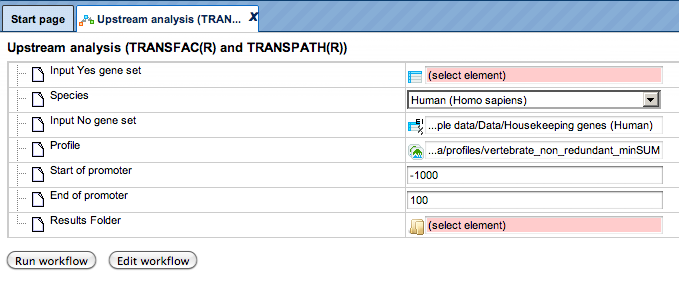 Start page
Upstream analysis (TRAN... X
Upstream analysis (TRANSFAC(R) and TRANSPATH(R))
Input Yes gene set (select element)
Species Human (Homo sapiens)
Input No gene set ...ple data/Data/Housekeeping genes (Human)
Profile ...a/profiles/vertebrate_non_redundant_minSUM
Start of promoter -1000
End of promoter 100
Results Folder (select element)
Run workflow Edit workflow